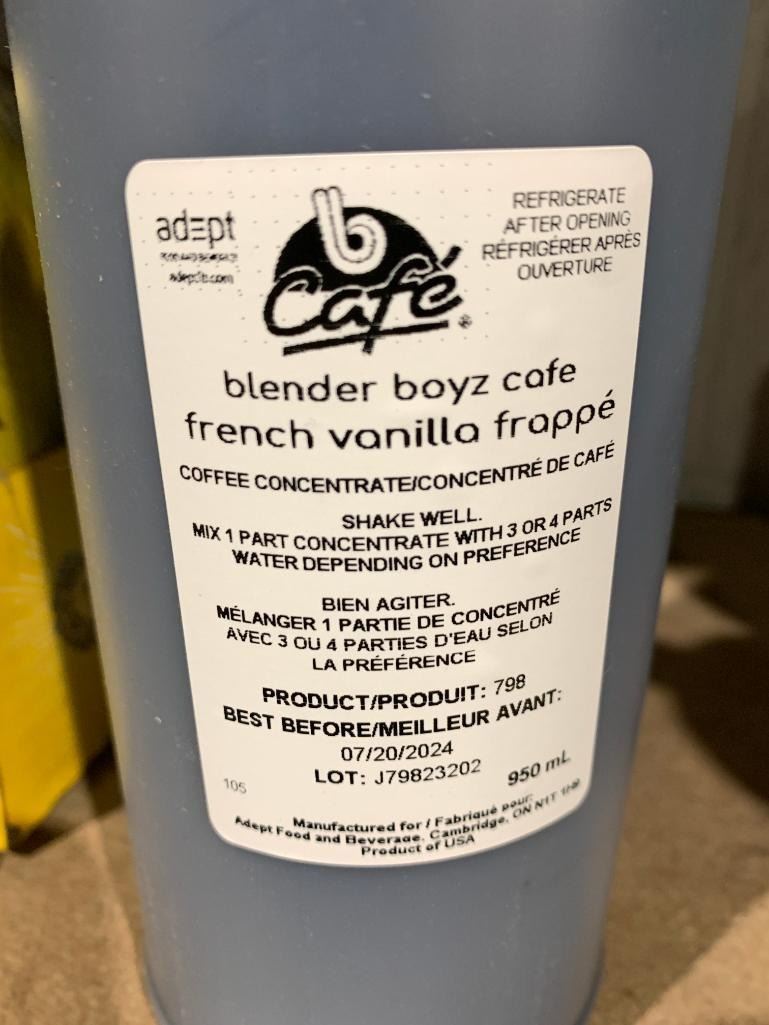 adept
b
Café
REFRIGERATE
AFTER OPENING
RÉFRIGÉRER APRÈS
OUVERTURE
blender boyz cafe
french vanilla frappé
COFFEE CONCENTRATE/CONCENTRÉ DE CAFÉ
SHAKE WELL.
MIX 1 PART CONCENTRATE WITH 3 OR 4 PARTS
WATER DEPENDING ON PREFERENCE
BIEN AGITER.
MÉLANGER 1 PARTIE DE CONCENTRÉ
AVEC 3 OU 4 PARTIES D'EAU SELON
LA PRÉFÉRENCE
PRODUCT/PRODUIT: 798
BEST BEFORE/MEILLEUR AVANT:
07/20/2024
LOT: J79823202
105
950 mL
Manufactured for / Fabriqué pour:
Adept Food and Beverage, Cambridge, ON N1T
Product of USA